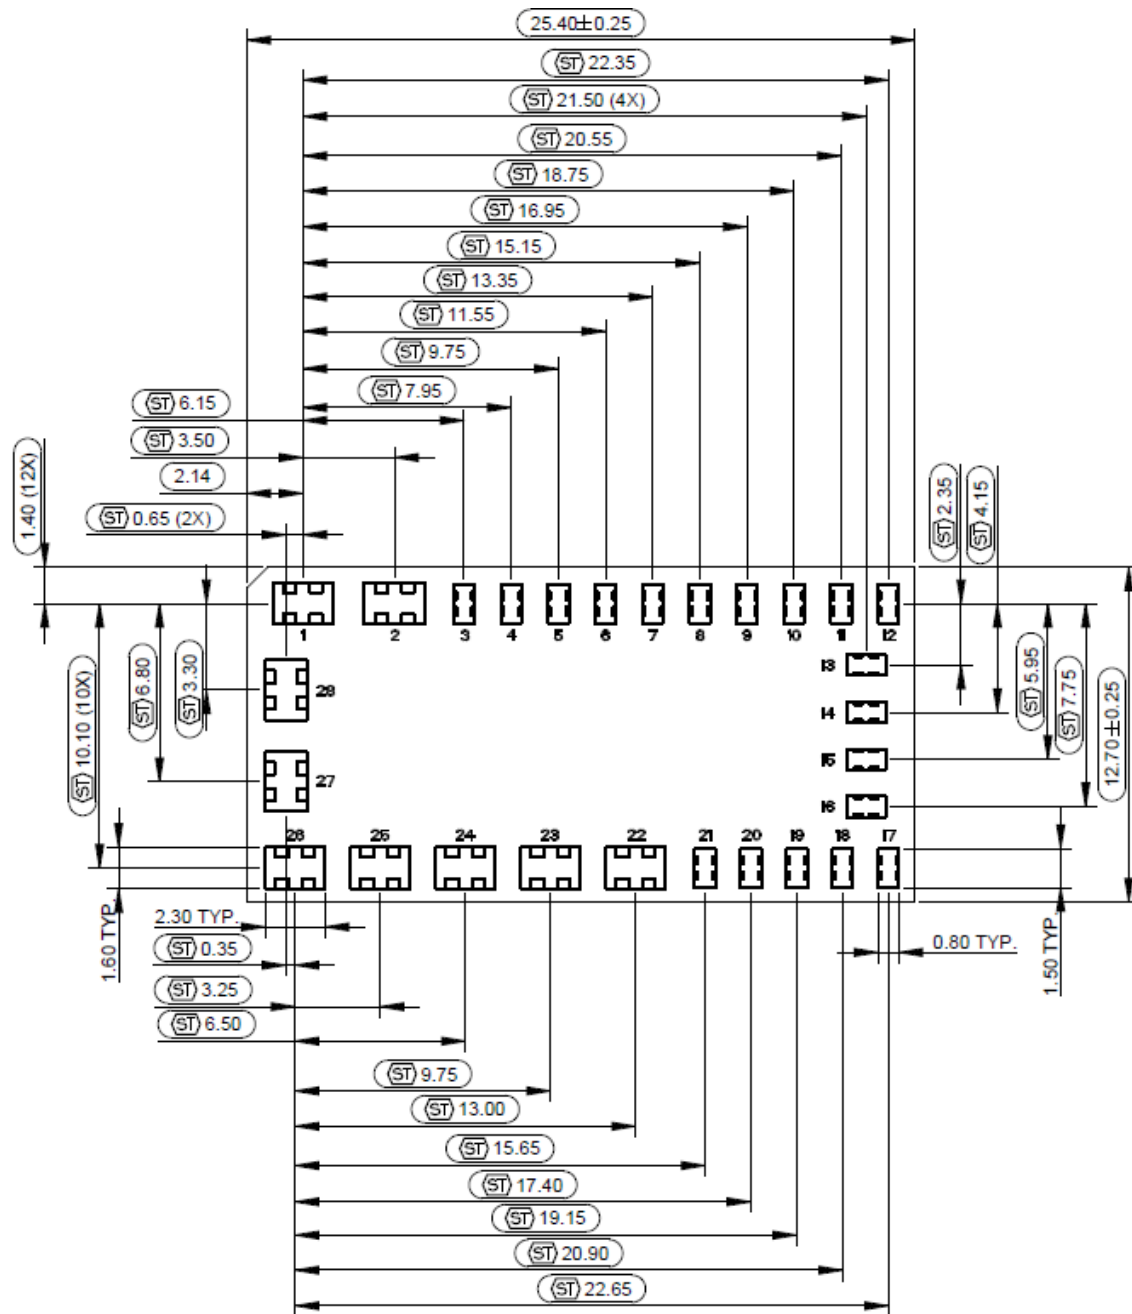 25.40±0.25
ST 22.35
ST 21.50 (4X)
ST 20.55
ST 18.75
ST 16.95
ST 15.15
ST 13.35
ST 11.55
ST 9.75
ST 7.95
ST 6.15
ST 3.50
2.14
ST 0.65 (2X)
1.40 (12X)
ST 2.35
ST 4.15
1 2 3 4 5 6 7 8 9 10 11 12
13
28
14
15
27
16
ST 10.10 (10X)
ST 6.80
ST 3.30
ST 5.95
ST 7.75
12.70±0.25
26 25 24 23 22 21 20 19 18 17
1.60 TYP.
2.30 TYP.
0.80 TYP.
1.50 TYP.
ST 0.35
ST 3.25
ST 6.50
ST 9.75
ST 13.00
ST 15.65
ST 17.40
ST 19.15
ST 20.90
ST 22.65